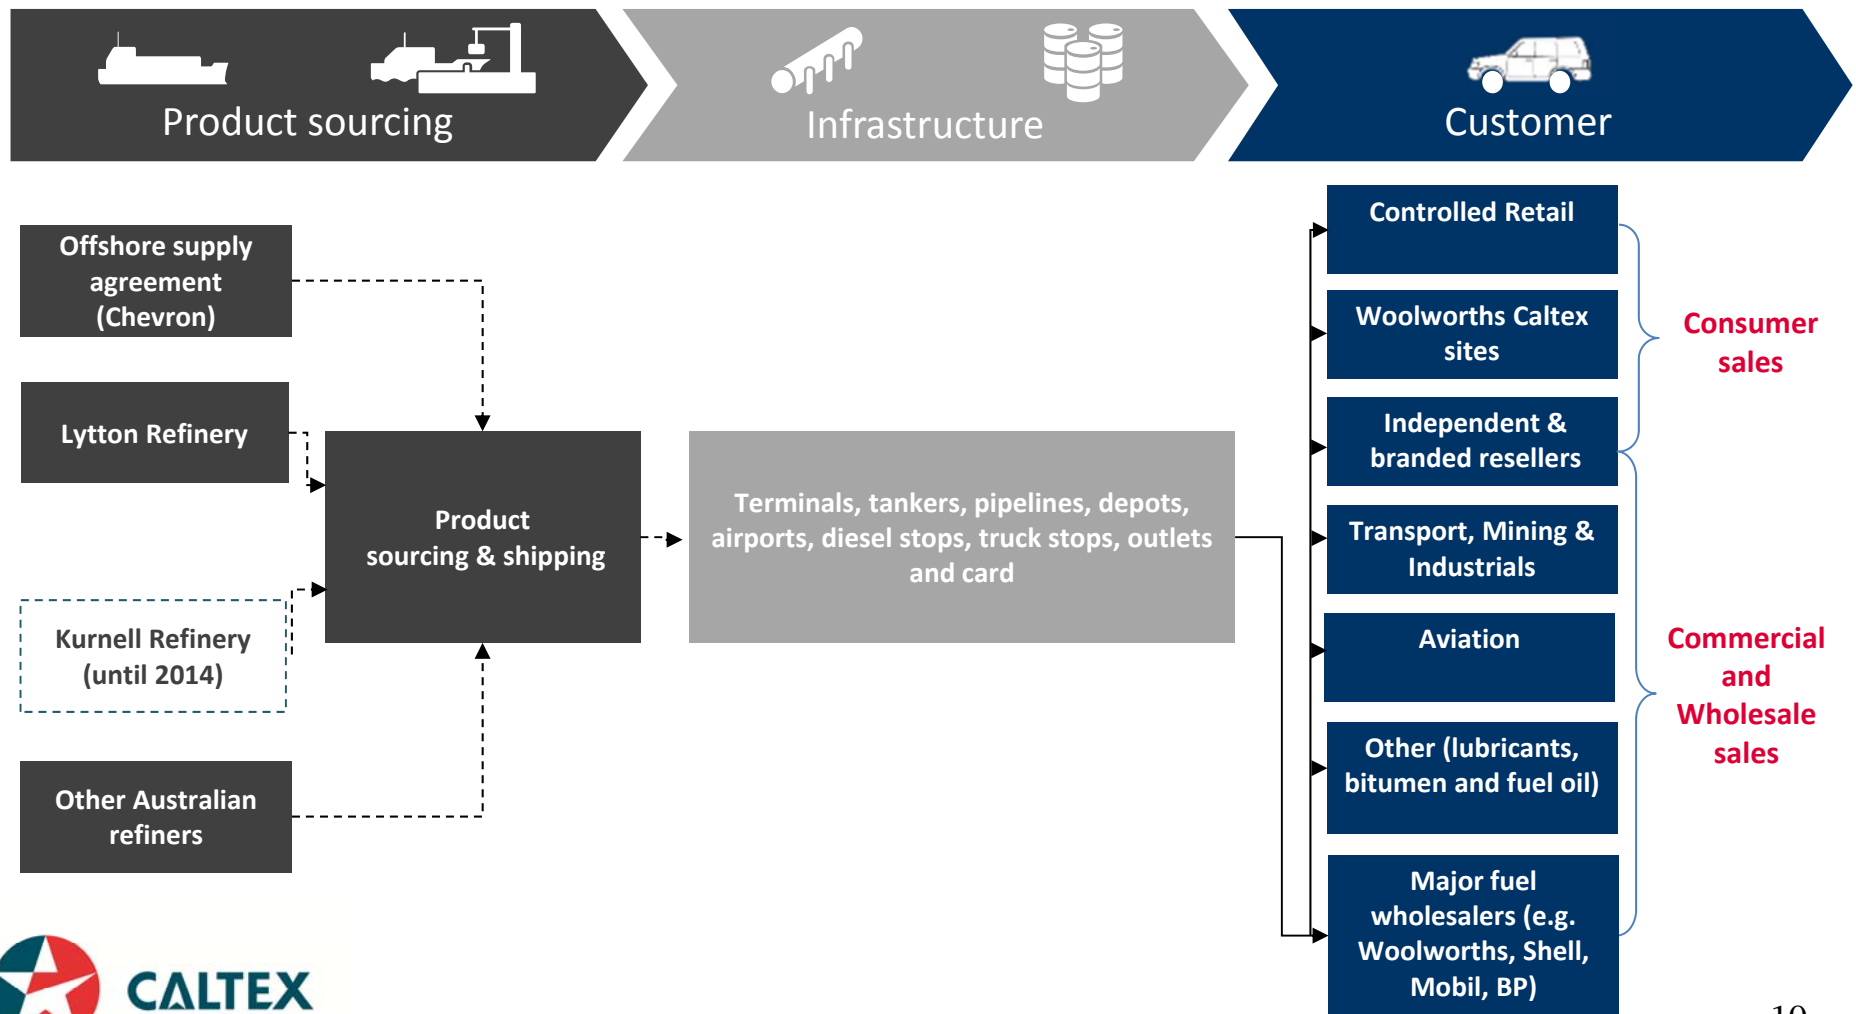 Product sourcing
Infrastructure
Customer
Offshore supply
agreement
(Chevron)
Lytton Refinery
Kurnell Refinery
(until 2014)
Other Australian
refiners
Product
sourcing & shipping
Terminals, tankers, pipelines, depots,
airports, diesel stops, truck stops, outlets
and card
Controlled Retail
Woolworths Caltex
sites
Independent &
branded resellers
Transport, Mining &
Industrials
Aviation
Other (lubricants,
bitumen and fuel oil)
Major fuel
wholesalers (e.g.
Woolworths, Shell,
Mobil, BP)
Consumer
sales
Commercial
and
Wholesale
sales
CALTEX